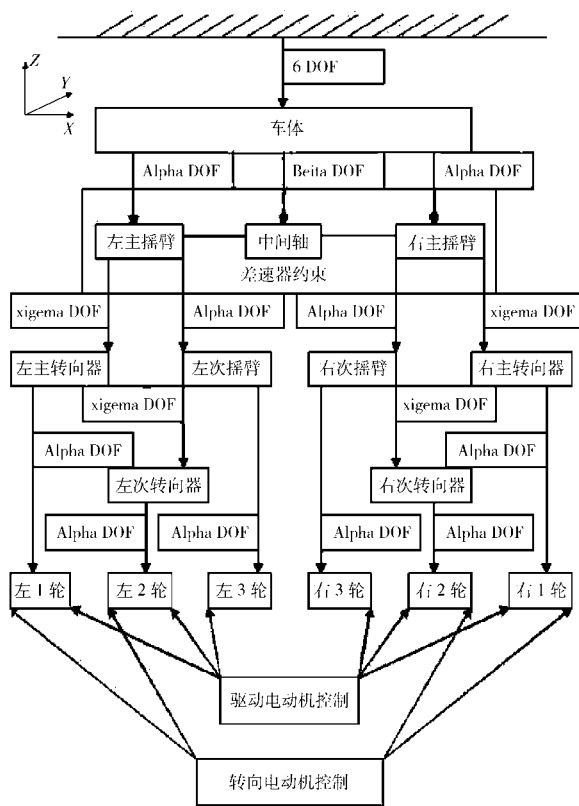 6 DOF
Z
Y
X
车体
Alpha DOF
Beita DOF
Alpha DOF
左主摇臂
中间轴
右主摇臂
差速器约束
xigema DOF
Alpha DOF
Alpha DOF
xigema DOF
左主转向器
左次摇臂
右次摇臂
右主转向器
xigema DOF
xigema DOF
Alpha DOF
Alpha DOF
左次转向器
右次转向器
Alpha DOF
Alpha DOF
Alpha DOF
Alpha DOF
左1轮
左2轮
左3轮
右3轮
右2轮
右1轮
驱动电动机控制
转向电动机控制